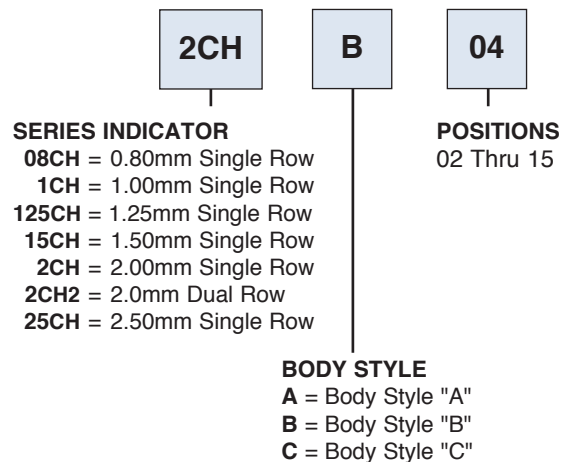 2CH B 04
SERIES INDICATOR
08CH = 0.80mm Single Row
1CH = 1.00mm Single Row
125CH = 1.25mm Single Row
15CH = 1.50mm Single Row
2CH = 2.00mm Single Row
2CH2 = 2.0mm Dual Row
25CH = 2.50mm Single Row
POSITIONS
02 Thru 15
BODY STYLE
A = Body Style "A"
B = Body Style "B"
C = Body Style "C"